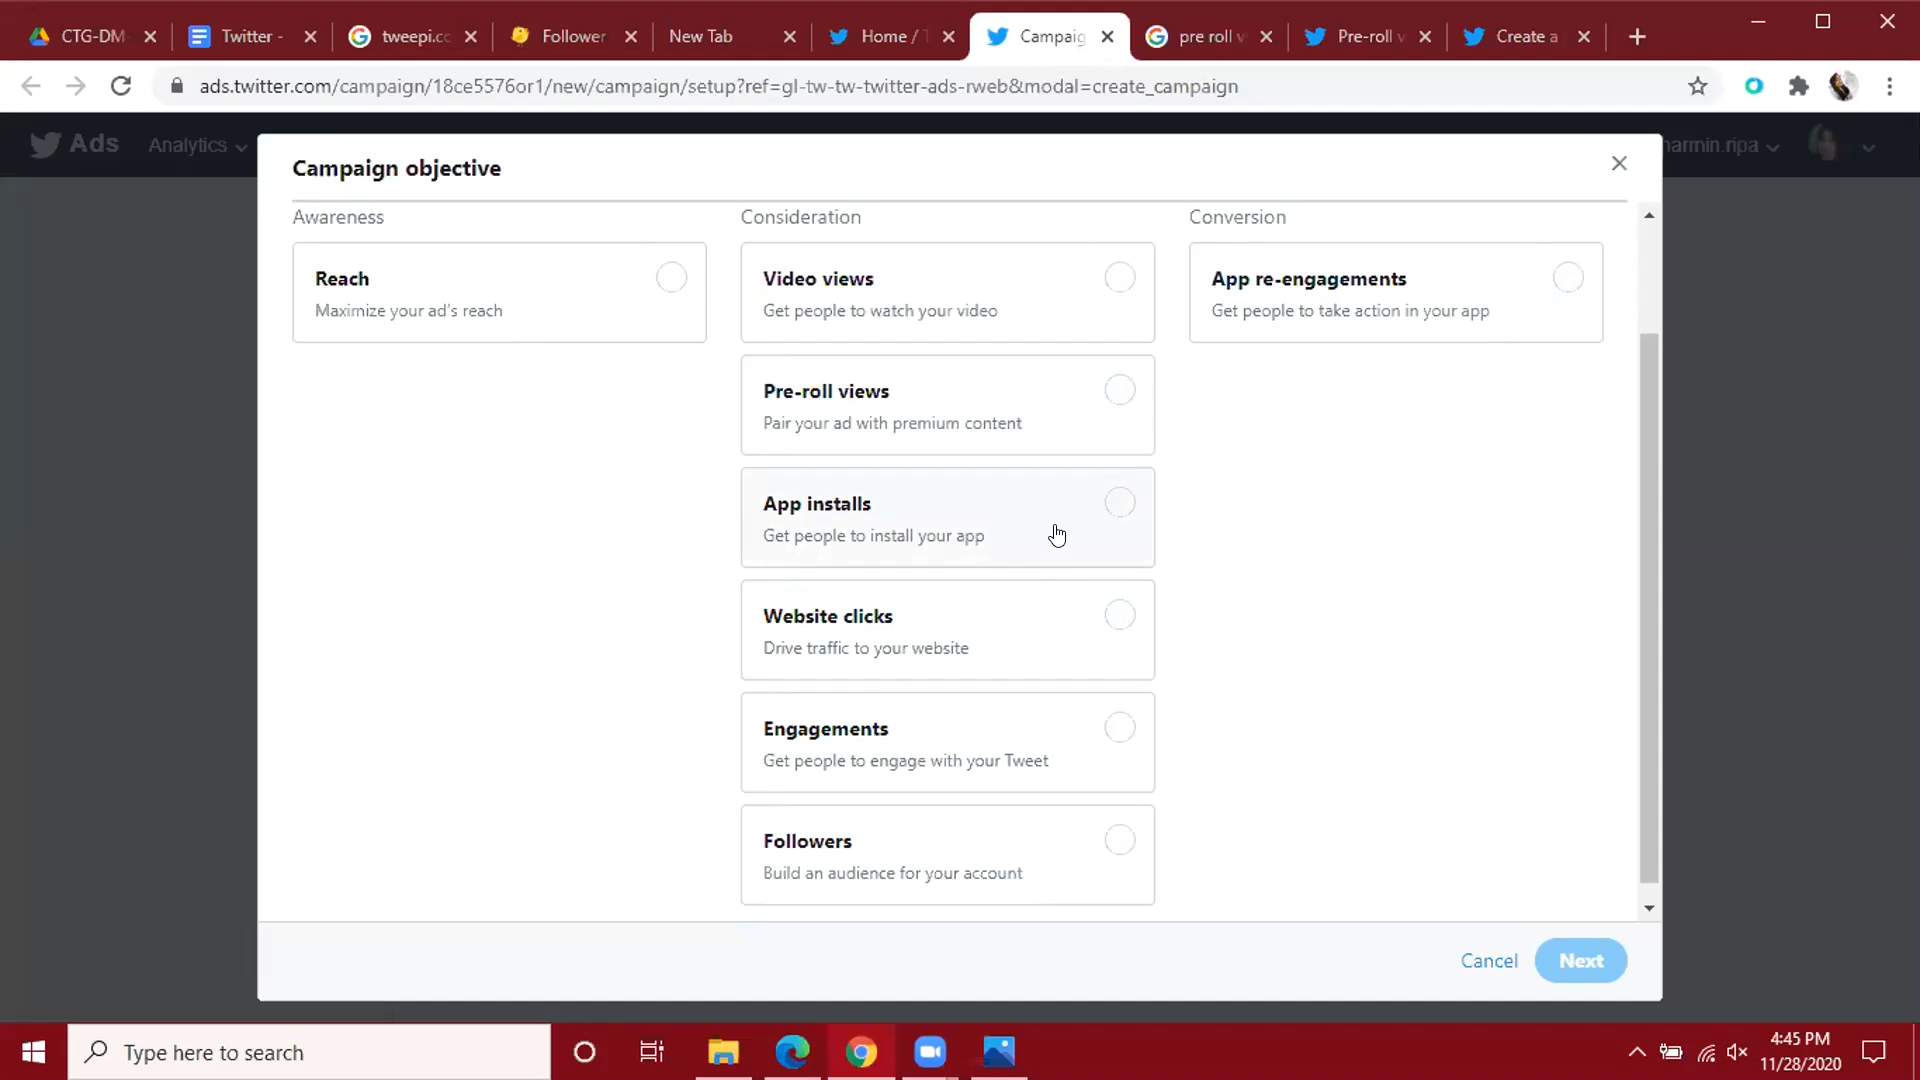 CTG-DM-
Twitter -
tweepi.co
Follower
New Tab
Home / T
Campaig
pre roll v
Pre-roll v
Create a
ads.twitter.com/campaign/18ce5576or1/new/campaign/setup?ref=gl-tw-tw-twitter-ads-rweb&modal=create_campaign
Ads
Analytics
harmin.ripa
Campaign objective
Awareness
Consideration
Conversion
Reach
Maximize your ad's reach
Video views
Get people to watch your video
App re-engagements
Get people to take action in your app
Pre-roll views
Pair your ad with premium content
App installs
Get people to install your app
Website clicks
Drive traffic to your website
Engagements
Get people to engage with your Tweet
Followers
Build an audience for your account
Cancel
Next
Type here to search
4:45 PM
11/28/2020